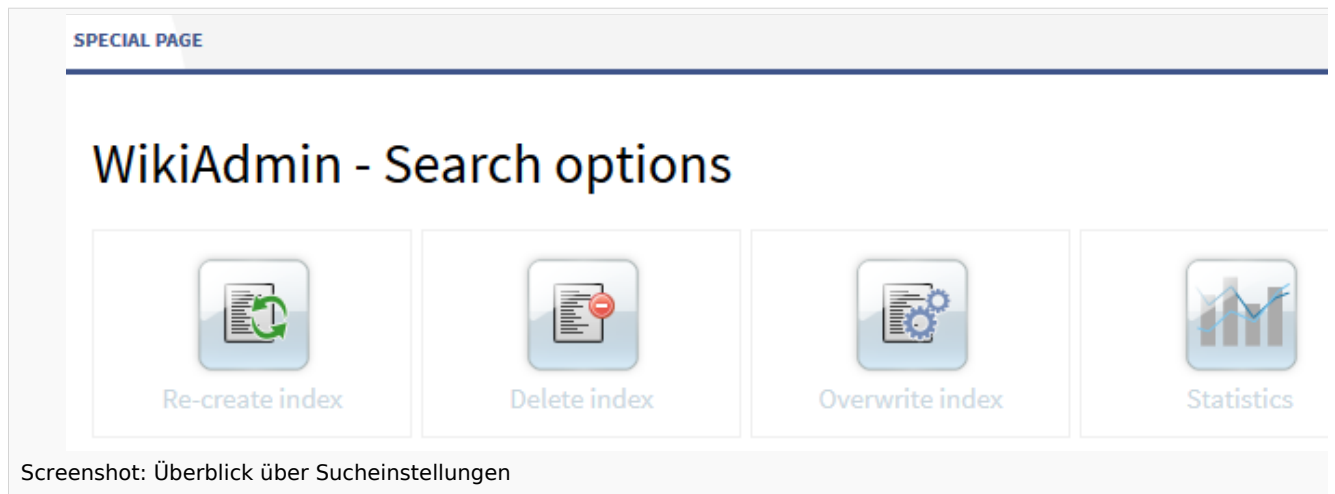 SPECIAL PAGE
WikiAdmin - Search options
Re-create index
Delete index
Overwrite index
Statistics
Screenshot: Überblick über Sucheinstellungen